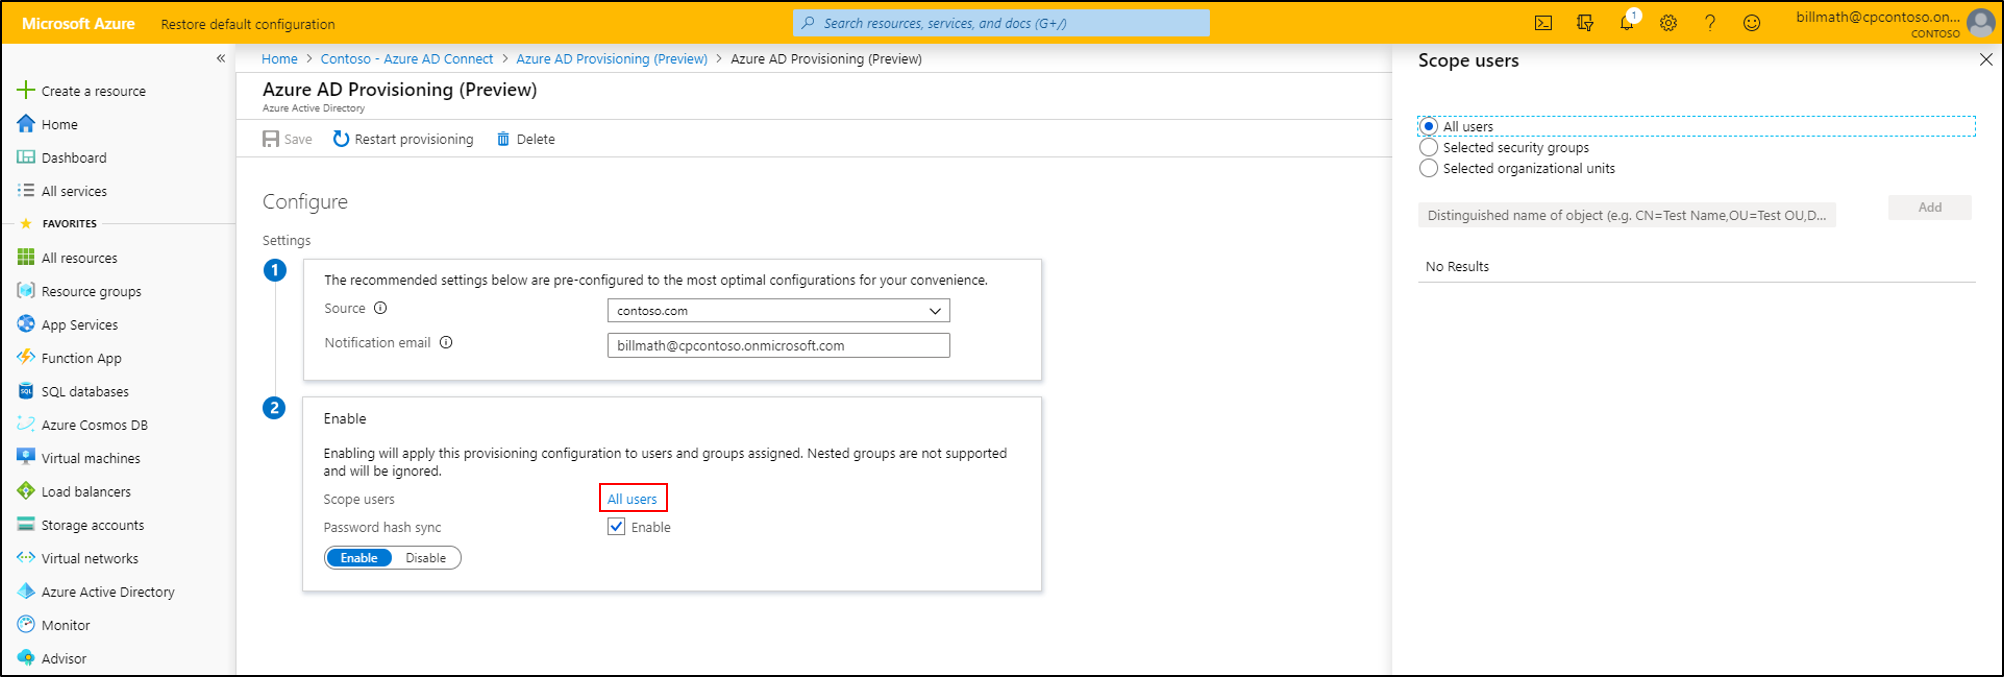 Microsoft Azure
Restore default configuration
Search resources, services, and docs (G+/)
1
billmath@cpcontoso.on...
CONTOSO
«
Create a resource
Home
Dashboard
All services
FAVORITES
All resources
Resource groups
App Services
Function App
SQL databases
Azure Cosmos DB
Virtual machines
Load balancers
Storage accounts
Virtual networks
Azure Active Directory
Monitor
Advisor
Home > Contoso - Azure AD Connect > Azure AD Provisioning (Preview) > Azure AD Provisioning (Preview)
Azure AD Provisioning (Preview)
Azure Active Directory
Save Restart provisioning Delete
Configure
Settings
1
The recommended settings below are pre-configured to the most optimal configurations for your convenience.
Source contoso.com
Notification email billmath@cpcontoso.onmicrosoft.com
2
Enable
Enabling will apply this provisioning configuration to users and groups assigned. Nested groups are not supported
and will be ignored.
Scope users All users
Password hash sync Enable
Enable Disable
Scope users
All users
Selected security groups
Selected organizational units
Distinguished name of object (e.g. CN=Test Name,OU=Test OU,D...
Add
No Results